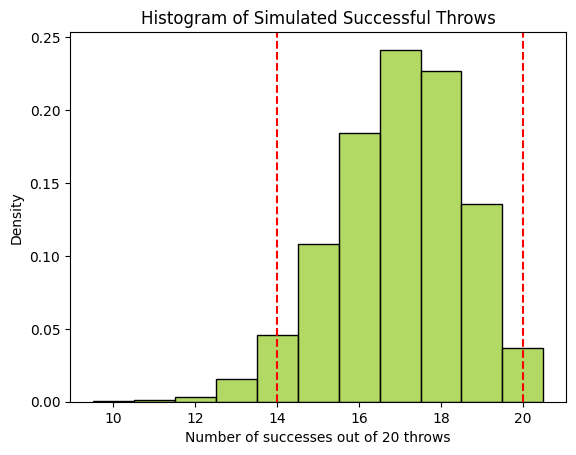 Histogram of Simulated Successful Throws
0.25
0.20
0.15
0.10
0.05
0.00
Density
10 12 14 16 18 20
Number of successes out of 20 throws